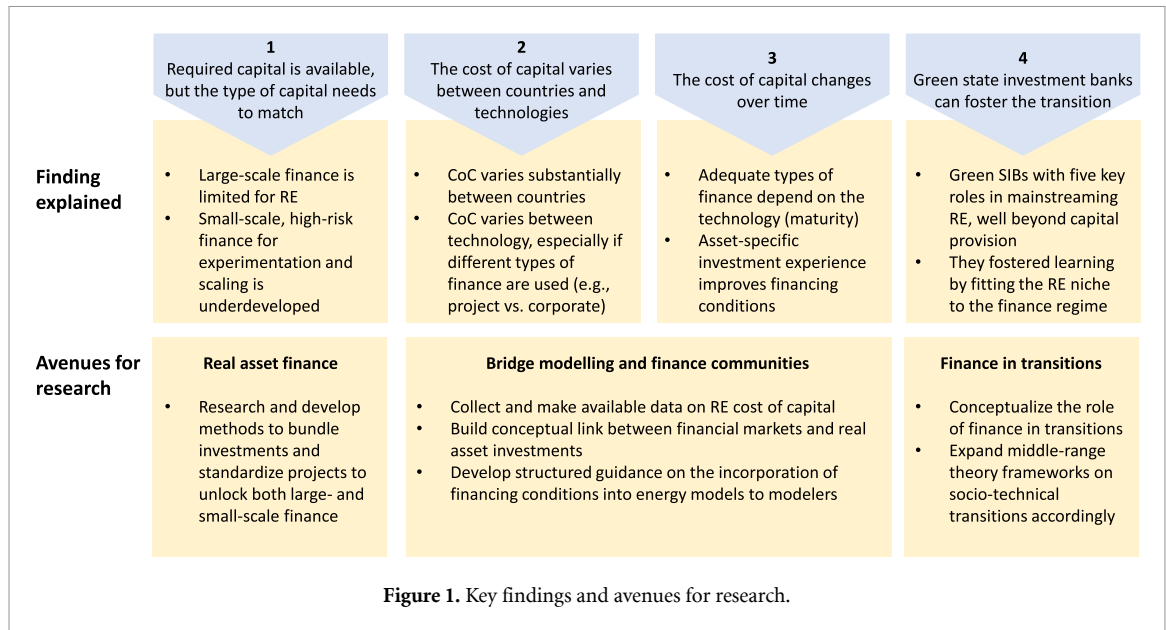 1
Required capital is available,
but the type of capital needs
to match
2
The cost of capital varies
between countries and
technologies
3
The cost of capital changes
over time
4
Green state investment banks
can foster the transition
Finding
explained
• Large-scale finance is
limited for RE
• Small-scale, high-risk
finance for
experimentation and
scaling is
underdeveloped
• CoC varies substantially
between countries
• CoC varies between
technology, especially if
different types of
finance are used (e.g.,
project vs. corporate)
• Adequate types of
finance depend on the
technology (maturity)
• Asset-specific
investment experience
improves financing
conditions
• Green SIBs with five key
roles in mainstreaming
RE, well beyond capital
provision
• They fostered learning
by fitting the RE niche
to the finance regime
Avenues for
research
Real asset finance
• Research and develop
methods to bundle
investments and
standardize projects to
unlock both large- and
small-scale finance
Bridge modelling and finance communities
• Collect and make available data on RE cost of capital
• Build conceptual link between financial markets and real
asset investments
• Develop structured guidance on the incorporation of
financing conditions into energy models to modelers
Finance in transitions
• Conceptualize the role
of finance in transitions
• Expand middle-range
theory frameworks on
socio-technical
transitions accordingly
Figure 1. Key findings and avenues for research.